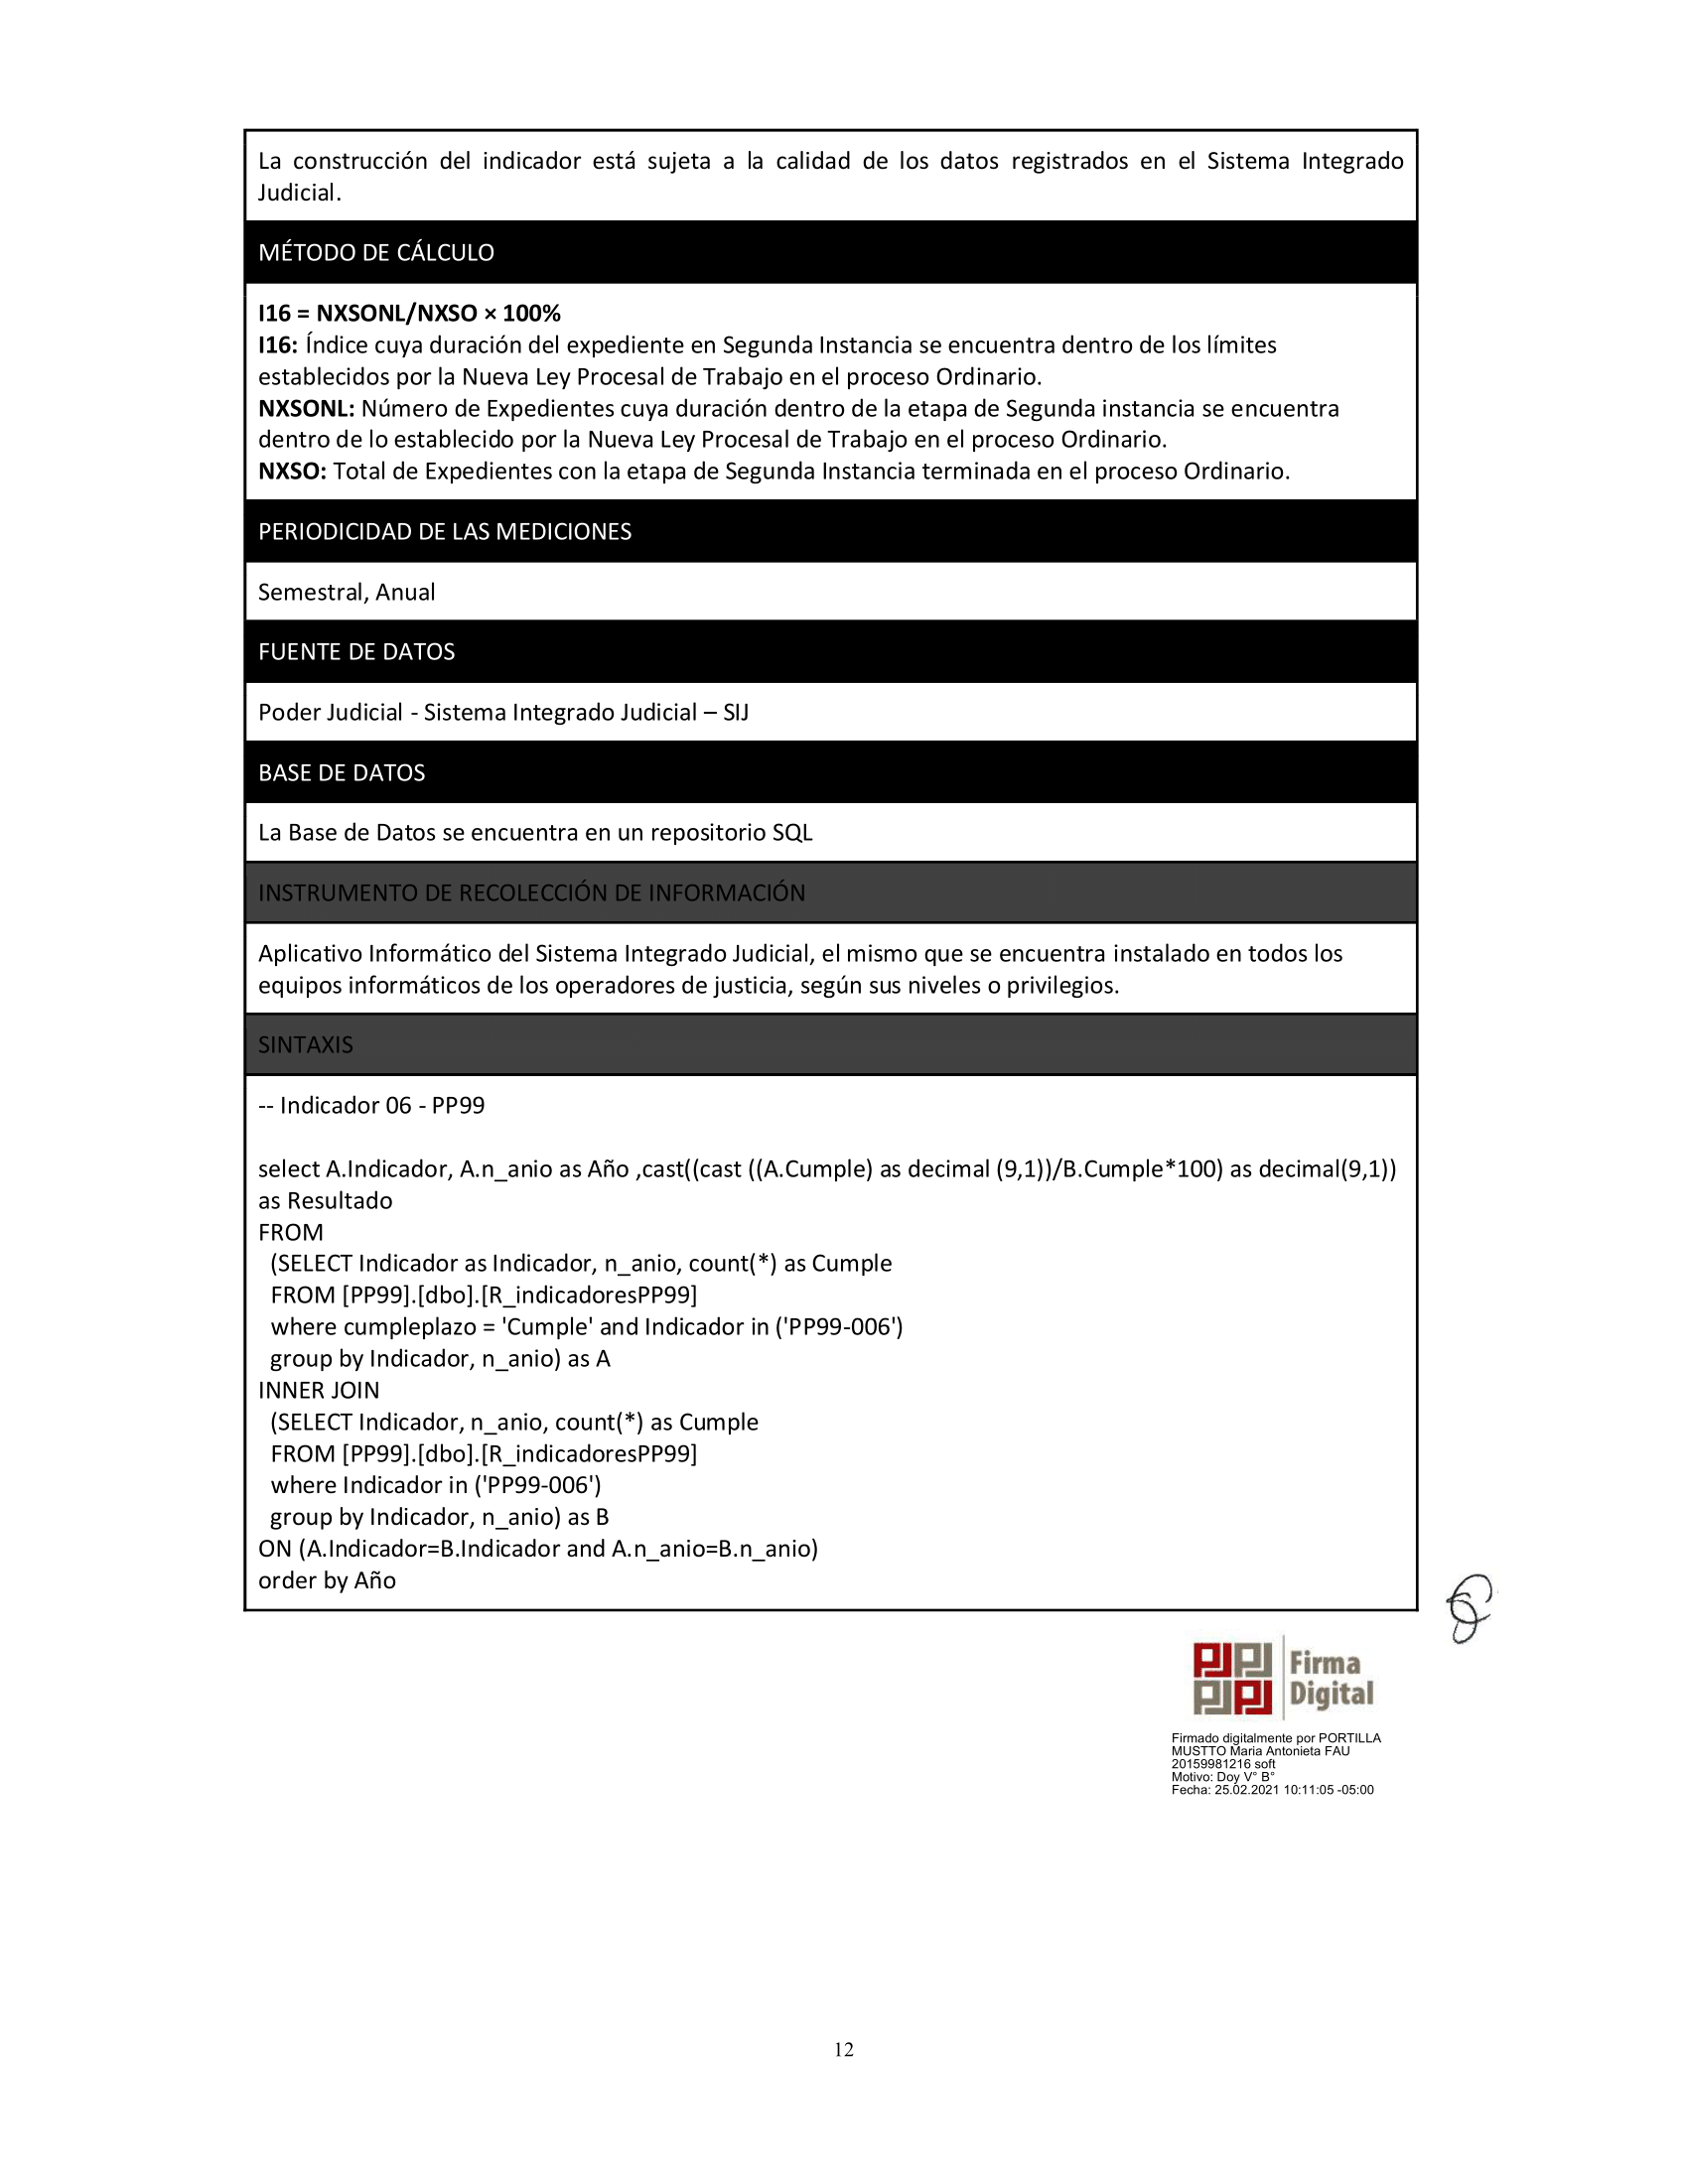 La construcción del indicador está sujeta a la calidad de los datos registrados en el Sistema Integrado
Judicial.
MÉTODO DE CÁLCULO
I16 = NXSONL/NXSO × 100%
I16: Índice cuya duración del expediente en Segunda Instancia se encuentra dentro de los límites
establecidos por la Nueva Ley Procesal de Trabajo en el proceso Ordinario.
NXSONL: Número de Expedientes cuya duración dentro de la etapa de Segunda instancia se encuentra
dentro de lo establecido por la Nueva Ley Procesal de Trabajo en el proceso Ordinario.
NXSO: Total de Expedientes con la etapa de Segunda Instancia terminada en el proceso Ordinario.
PERIODICIDAD DE LAS MEDICIONES
Semestral, Anual
FUENTE DE DATOS
Poder Judicial - Sistema Integrado Judicial – SIJ
BASE DE DATOS
La Base de Datos se encuentra en un repositorio SQL
INSTRUMENTO DE RECOLECCIÓN DE INFORMACIÓN
Aplicativo Informático del Sistema Integrado Judicial, el mismo que se encuentra instalado en todos los
equipos informáticos de los operadores de justicia, según sus niveles o privilegios.
SINTAXIS
-- Indicador 06 - PP99
select A.Indicador, A.n_anio as Año ,cast((cast ((A.Cumple) as decimal (9,1))/B.Cumple*100) as decimal(9,1))
as Resultado
FROM
(SELECT Indicador as Indicador, n_anio, count(*) as Cumple
FROM [PP99].[dbo].[R_indicadoresPP99]
where cumpleplazo = 'Cumple' and Indicador in ('PP99-006')
group by Indicador, n_anio) as A
INNER JOIN
(SELECT Indicador, n_anio, count(*) as Cumple
FROM [PP99].[dbo].[R_indicadoresPP99]
where Indicador in ('PP99-006')
group by Indicador, n_anio) as B
ON (A.Indicador=B.Indicador and A.n_anio=B.n_anio)
order by Año
Firma
Digital
Firmado digitalmente por PORTILLA
MUSTTO Maria Antonieta FAU
20159981216 soft
Motivo: Doy V° B°
Fecha: 25.02.2021 10:11:05 -05:00
12